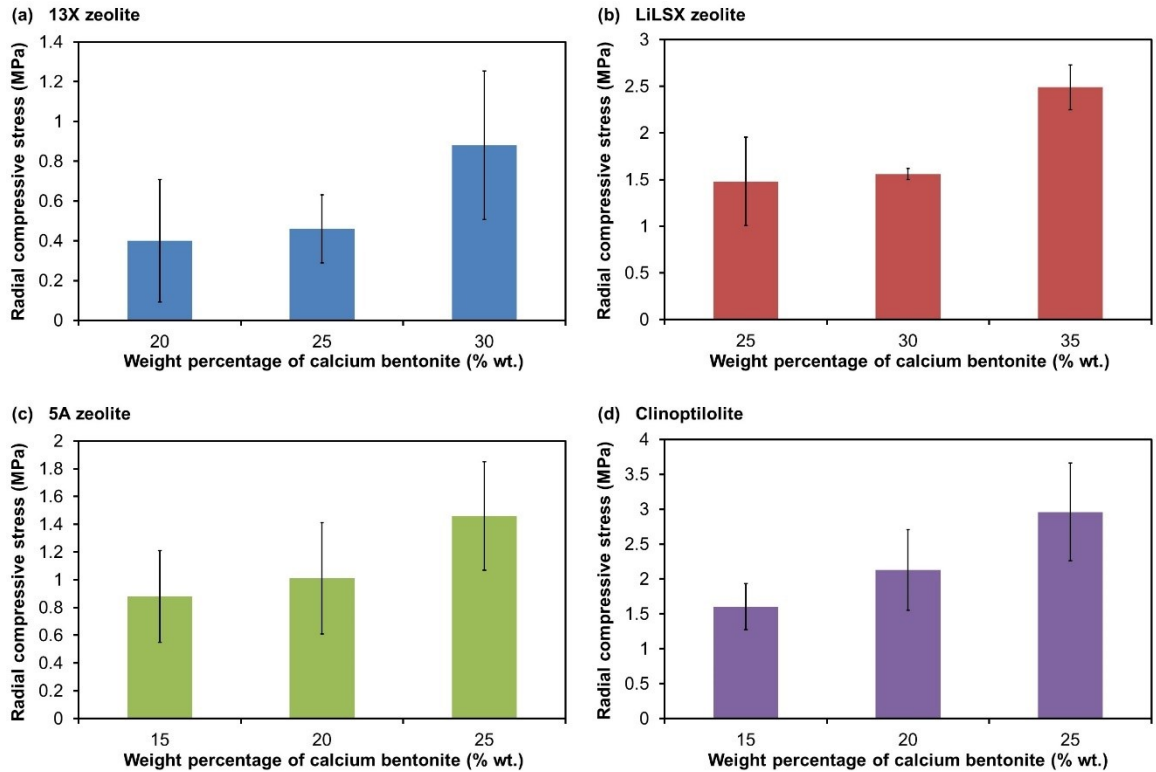 (a) 13X zeolite
Radial compressive stress (MPa)
1.4
1.2
1
0.8
0.6
0.4
0.2
0
20 25 30
Weight percentage of calcium bentonite (% wt.)
(b) LiLSX zeolite
Radial compressive stress (MPa)
3
2.5
2
1.5
1
0.5
0
25 30 35
Weight percentage of calcium bentonite (% wt.)
(c) 5A zeolite
Radial compressive stress (MPa)
2
1.8
1.6
1.4
1.2
1
0.8
0.6
0.4
0.2
0
15 20 25
Weight percentage of calcium bentonite (% wt.)
(d) Clinoptilolite
Radial compressive stress (MPa)
4
3.5
3
2.5
2
1.5
1
0.5
0
15 20 25
Weight percentage of calcium bentonite (% wt.)